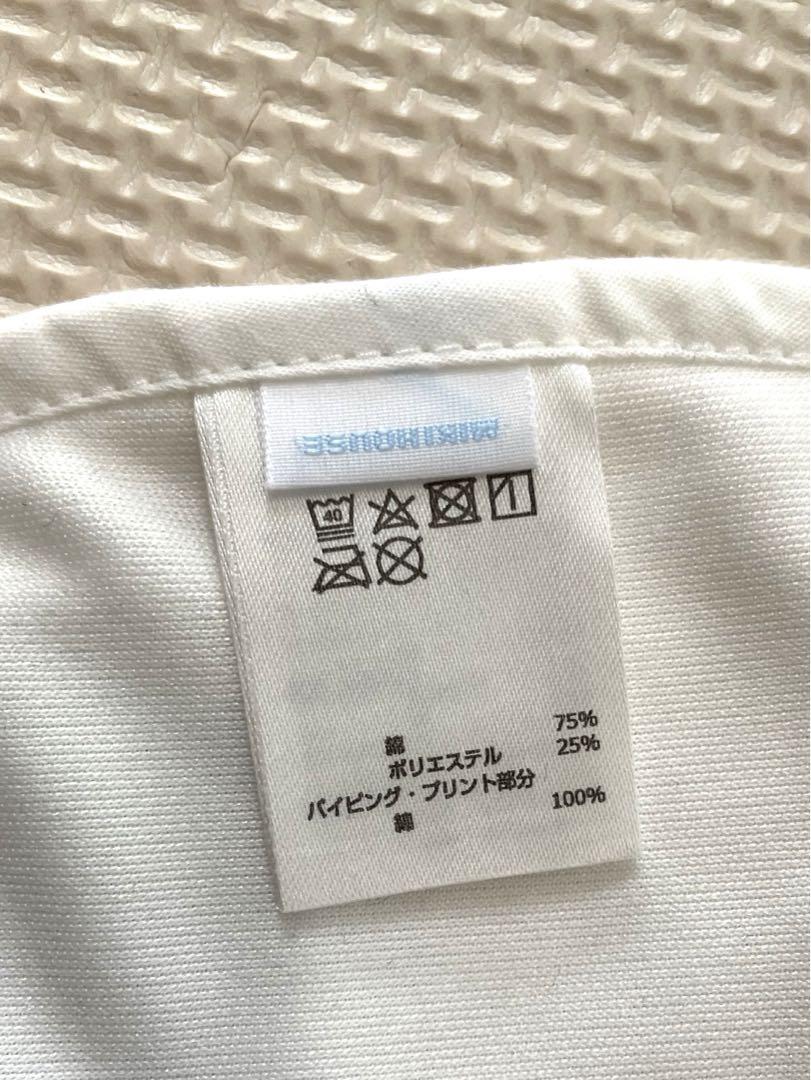 40
綿 75%
ポリエステル 25%
パイピング・プリント部分
綿 100%